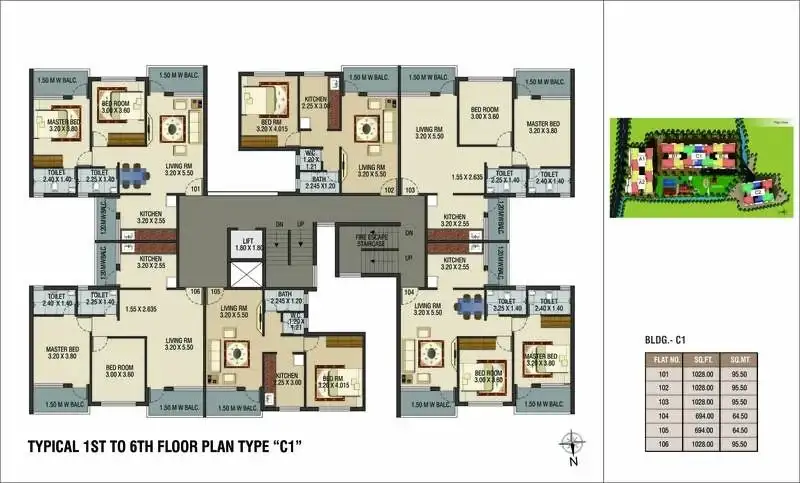 1.50 M W BALC.
1.50 M W BALC.
1.50 M W BALC.
1.50 M W BALC.
1.50 M W BALC.
MASTER BED
3.20 X 3.80
BED ROOM
3.00 X 3.60
LIVING RM
3.20 X 5.50
TOILET
2.40 X 1.40
TOILET
2.25 X 1.40
101
KITCHEN
3.20 X 2.55
1.20 M W BALC.
BED RM
3.20 X 4.015
KITCHEN
2.25 X 3.00
W.C.
1.20 X
1.21
BATH
2.245 X 1.20
LIVING RM
3.20 X 5.50
102
LIVING RM
3.20 X 5.50
BED ROOM
3.00 X 3.60
MASTER BED
3.20 X 3.80
103
1.55 X 2.635
TOILET
2.25 X 1.40
TOILET
2.40 X 1.40
KITCHEN
3.20 X 2.55
1.20 M W BALC.
LIFT
1.80 X 1.80
DN
UP
FIRE ESCAPE
STAIRCASE
DN
UP
1.20 M W BALC.
KITCHEN
3.20 X 2.55
TOILET
2.40 X 1.40
TOILET
2.25 X 1.40
1.55 X 2.635
106
MASTER BED
3.20 X 3.80
BED ROOM
3.00 X 3.60
LIVING RM
3.20 X 5.50
105
LIVING RM
3.20 X 5.50
BATH
2.245 X 1.20
W.C.
1.20 X
1.21
KITCHEN
2.25 X 3.00
BED RM
3.20 X 4.015
1.20 M W BALC.
KITCHEN
3.20 X 2.55
104
LIVING RM
3.20 X 5.50
TOILET
2.25 X 1.40
TOILET
2.40 X 1.40
BED ROOM
3.00 X 3.60
MASTER BED
3.20 X 3.80
1.50 M W BALC.
1.50 M W BALC.
1.50 M W BALC.
1.50 M W BALC.
1.50 M W BALC.
TYPICAL 1ST TO 6TH FLOOR PLAN TYPE “C1”
N
A1
A2
C1
C2
BLDG.- C1
FLAT NO. SQ.FT. SQ.MT.
101 1028.00 95.50
102 1028.00 95.50
103 1028.00 95.50
104 694.00 64.50
105 694.00 64.50
106 1028.00 95.50